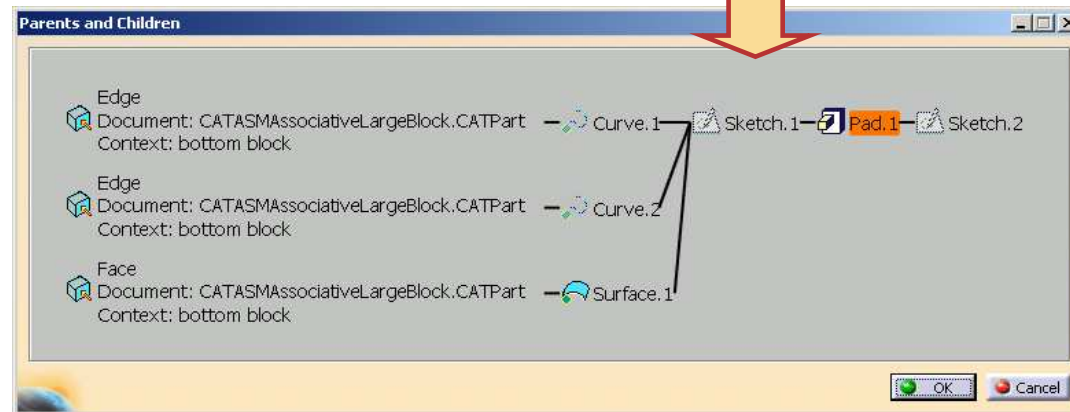 Parents and Children
Edge
Document: CATASMAssociativeLargeBlock.CATPart
Context: bottom block
Curve.1
Sketch.1
Pad.1
Sketch.2
Edge
Document: CATASMAssociativeLargeBlock.CATPart
Context: bottom block
Curve.2
Face
Document: CATASMAssociativeLargeBlock.CATPart
Context: bottom block
Surface.1
OK
Cancel